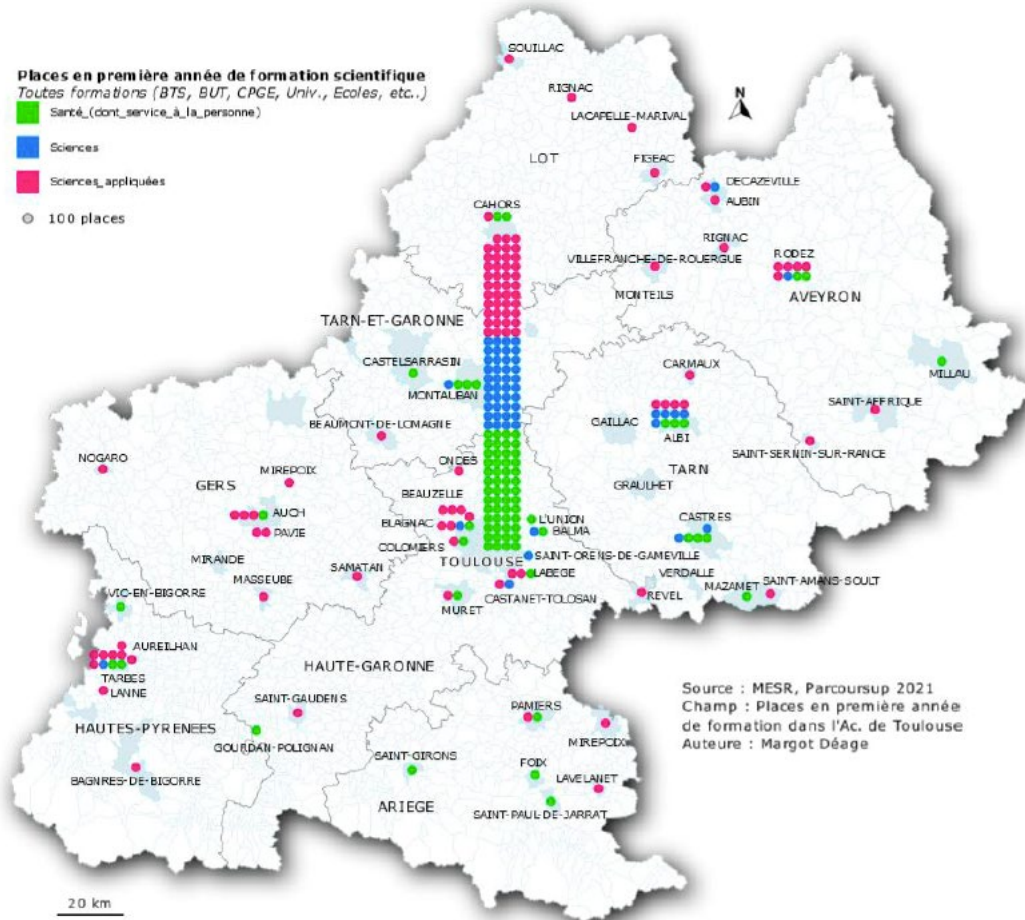 Places en première année de formation scientifique
Toutes formations (BTS, BUT, CPGE, Univ., Ecoles, etc..)
Santé_(dont_service_à_la_personne)
Sciences
Sciences_appliquées
100 places
N
SOUILLAC
RIGNAC
LACAPELLE-MARIVAL
LOT
FIGEAC
DECAZEVILLE
AUBIN
CAHORS
RIGNAC
RODEZ
VILLEFRANCHE-DE-ROUERGUE
MONTEILS
AVEYRON
TARN-ET-GARONNE
CASTELSARRASIN
MONTAUBAN
CARMAUX
MILLAU
SAINT-AFFRIQUE
BEAUMONT-DE-LOMAGNE
GAILLAC
ALBI
SAINT-SERNIN-SUR-RANCE
NOGARO
MIREPOIX
ONDES
TARN
GERS
GRAULHET
BEAUZELLE
AUCH
BLAGNAC
L'UNION
CASTRES
PAVIE
BALMA
COLOMIERS
MIRANDE
TOULOUSE
SAINT-ORENS-DE-GAMEVILLE
SAMATAN
LABEGE
VERDALLE
MASSEUBE
MAZAMET
SAINT-AMANS-SOULT
VIC-EN-BIGORRE
CASTANET-TOLOSAN
REVEL
MURET
AUREILHAN
HAUTE-GARONNE
TARBES
LANNE
SAINT-GAUDENS
PAMIERS
HAUTES-PYRENEES
MIREPOIX
GOURDAN-POLIGNAN
SAINT-GIRONS
FOIX
BAGNRES-DE-BIGORRE
LAVELANET
ARIEGE
SAINT-PAUL-DE-JARRAT
Source : MESR, Parcoursup 2021
Champ : Places en première année
de formation dans l'Ac. de Toulouse
Auteure : Margot Déage
20 km